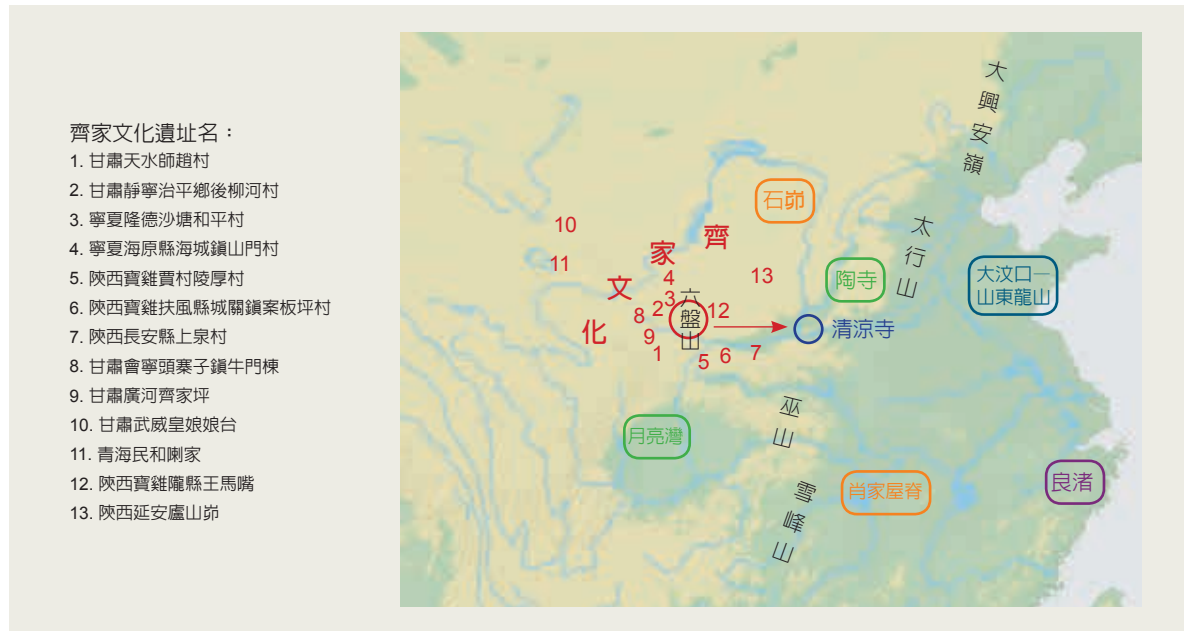 齊家文化遺址名：
1. 甘肅天水師趙村
2. 甘肅靜寧治平鄉後柳河村
3. 寧夏隆德沙塘和平村
4. 寧夏海原縣海城鎮山門村
5. 陝西寶雞賈村陵厚村
6. 陝西寶雞扶風縣城關鎮案板坪村
7. 陝西長安縣上泉村
8. 甘肅會寧頭寨子鎮牛門棟
9. 甘肅廣河齊家坪
10. 甘肅武威皇娘娘台
11. 青海民和喇家
12. 陝西寶雞隴縣王馬嘴
13. 陝西延安廬山峁
大興安嶺
石峁
太行山
10
齊家文化
11
4
13
陶寺
大汶口—
山東龍山
3
六盤山
2
12
8
清涼寺
9
1
5
6
7
巫山
月亮灣
雪峰山
肖家屋脊
良渚